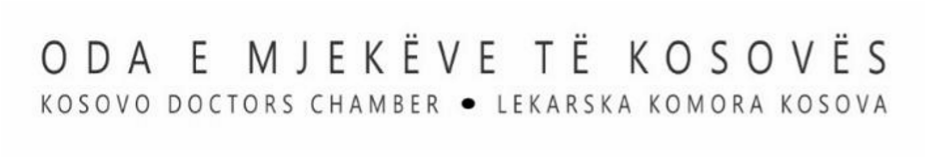 ODA E MJEKËVE TË KOSOVËS
KOSOVO DOCTORS CHAMBER • LEKARSKA KOMORA KOSOVA